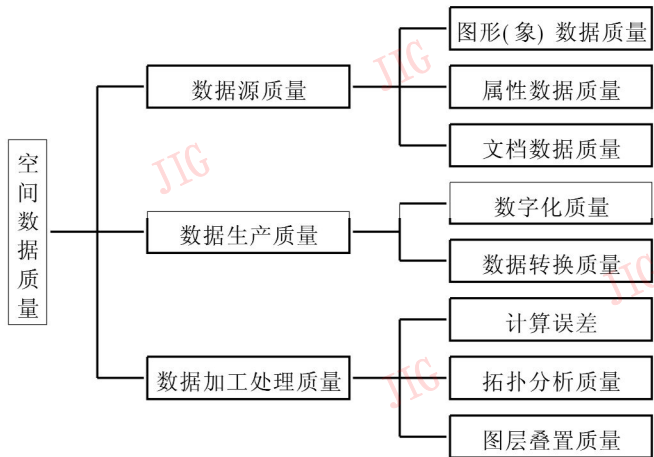 空间数据质量
数据源质量
图形(象) 数据质量
属性数据质量
文档数据质量
数据生产质量
数字化质量
数据转换质量
数据加工处理质量
计算误差
拓扑分析质量
图层叠置质量
JIG
JIG
JIG
JIG